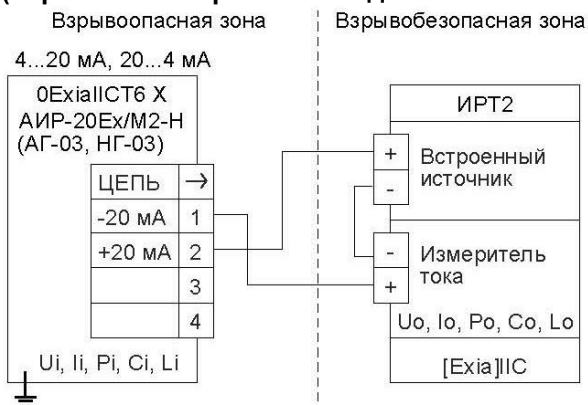 Взрывоопасная зона
Взрывобезопасная зона
4...20 мА, 20...4 мА
0ExiaIICT6 X
АИР-20Ex/М2-Н
(АГ-03, НГ-03)
ЦЕПЬ →
-20 мА 1
+20 мА 2
3
4
Ui, Ii, Pi, Ci, Li
ИРТ2
+
-
Встроенный
источник
-
+
Измеритель
тока
Uo, Io, Po, Co, Lo
[Exia]IIC